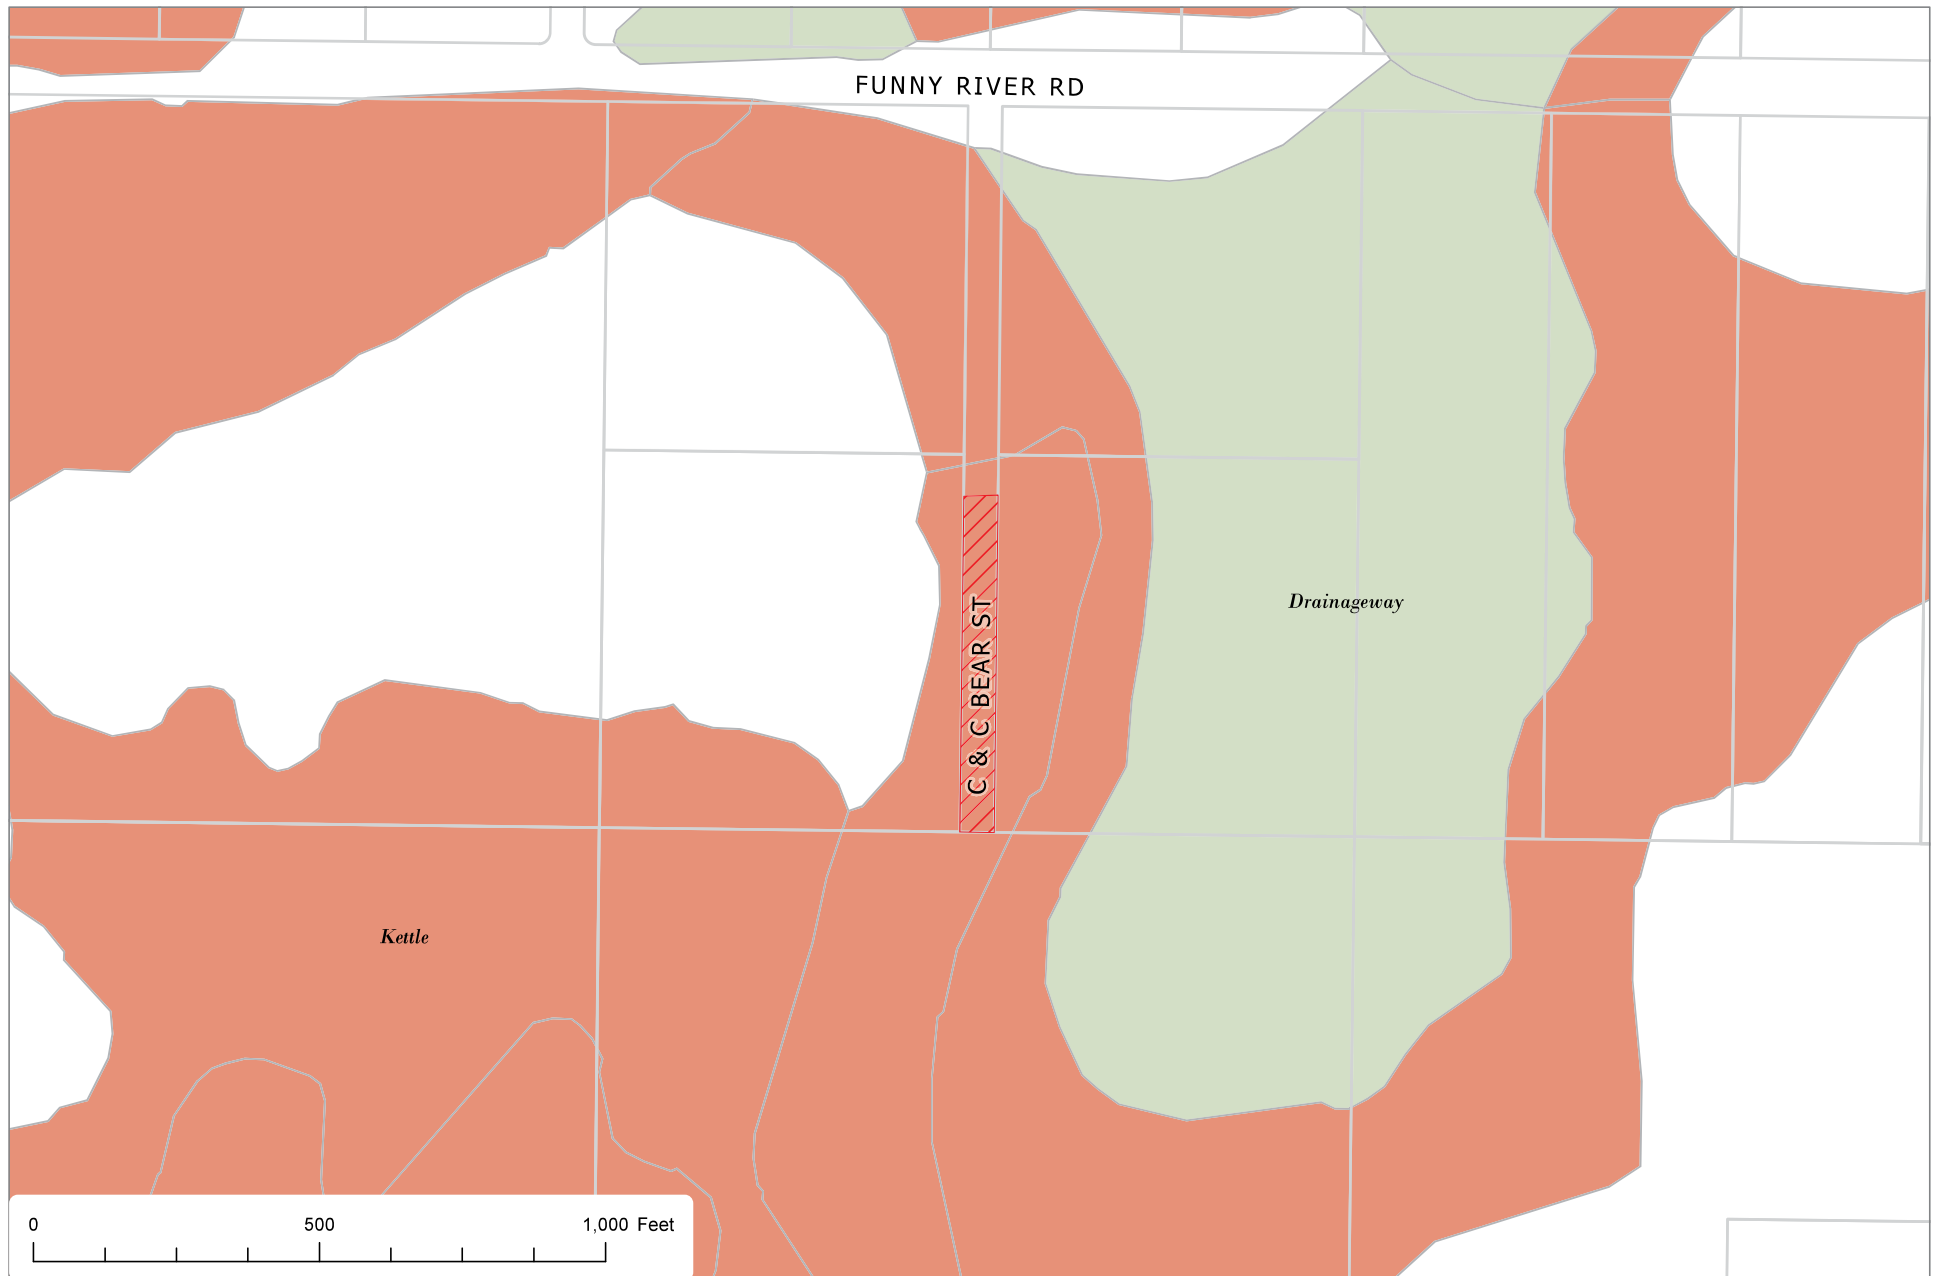 FUNNY RIVER RD
Drainageway
C & C BEAR ST
Kettle
0 500 1,000 Feet